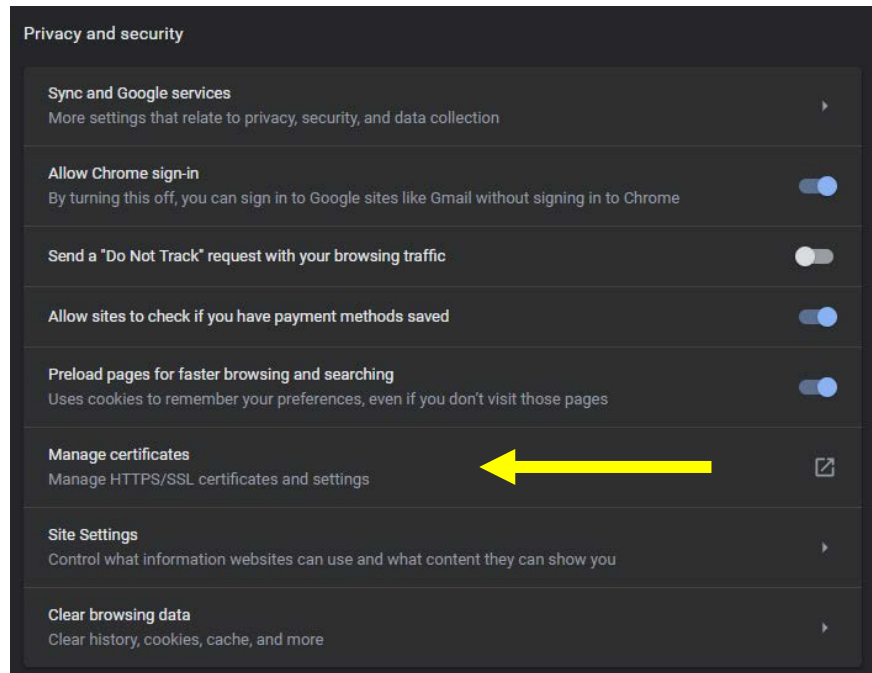 Privacy and security
Sync and Google services
More settings that relate to privacy, security, and data collection
Allow Chrome sign-in
By turning this off, you can sign in to Google sites like Gmail without signing in to Chrome
Send a "Do Not Track" request with your browsing traffic
Allow sites to check if you have payment methods saved
Preload pages for faster browsing and searching
Uses cookies to remember your preferences, even if you don't visit those pages
Manage certificates
Manage HTTPS/SSL certificates and settings
Site Settings
Control what information websites can use and what content they can show you
Clear browsing data
Clear history, cookies, cache, and more